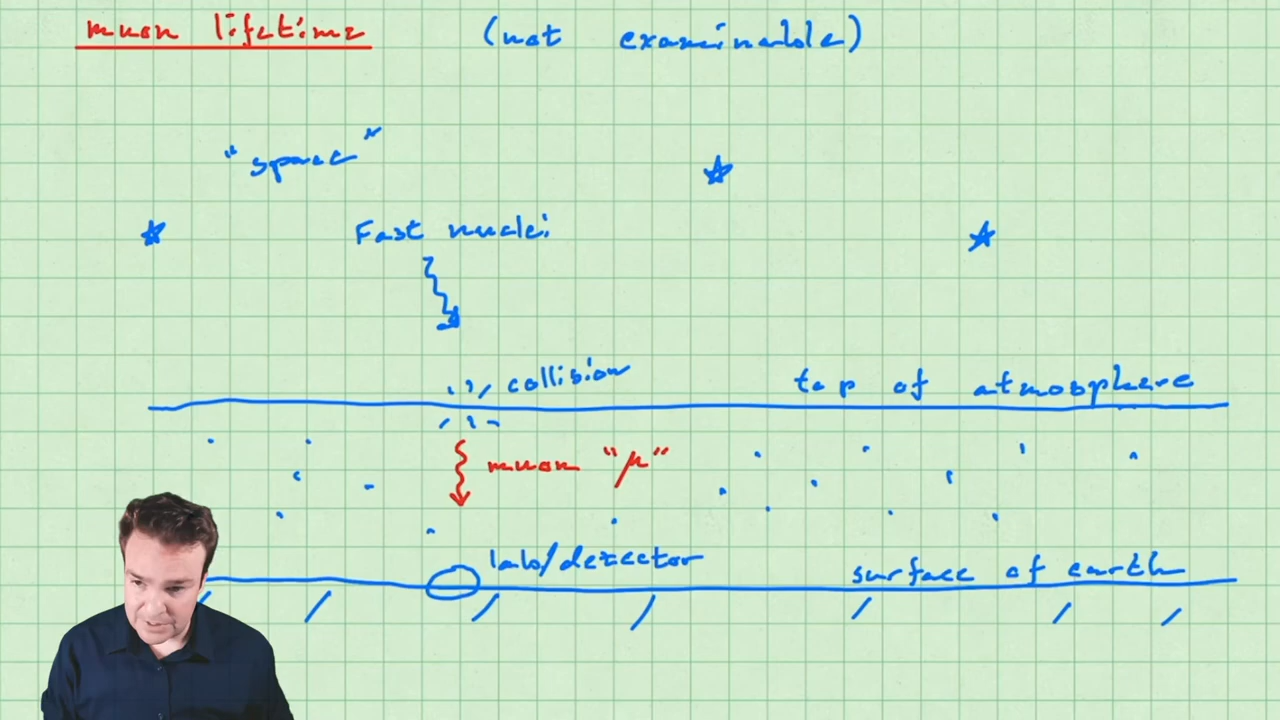 muon lifetime (not examinable)
"space"
Fast nuclei
collision top of atmosphere
muon "μ"
lab/detector surface of earth